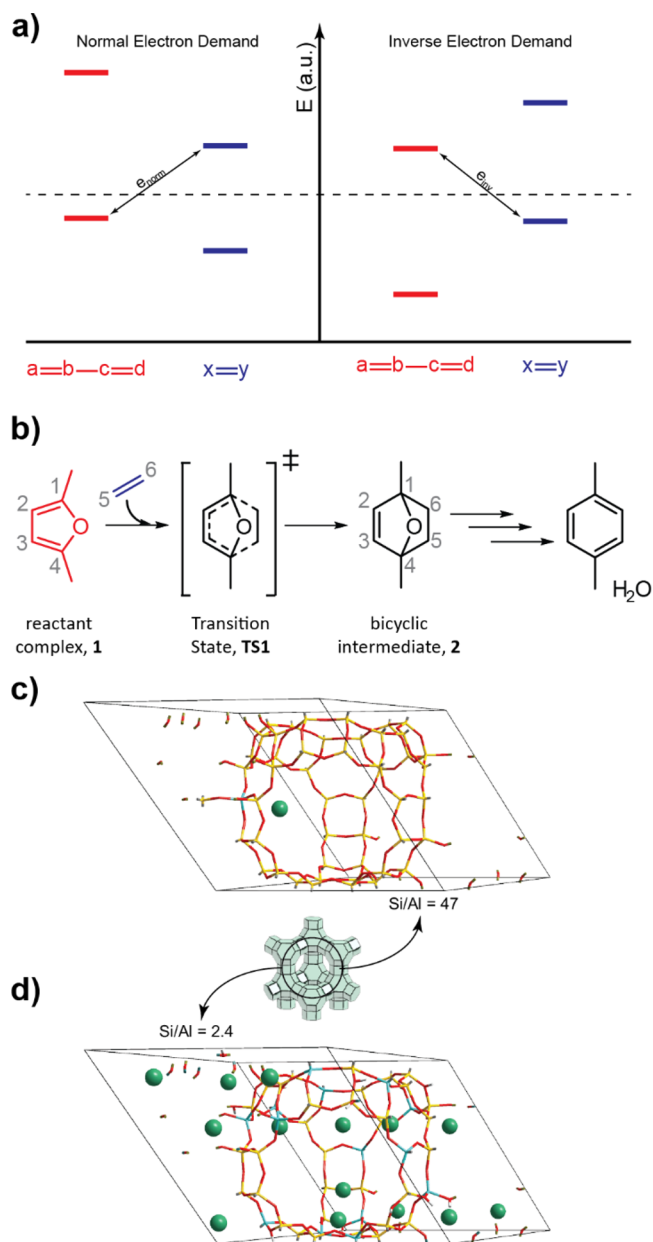 a)
Normal Electron Demand
Inverse Electron Demand
E (a.u.)
e_norm
e_inv
a=b—c=d
x=y
a=b—c=d
x=y
b)
1
2
3
4
O
5
6
‡
O
1
2
3
4
5
6
O
H₂O
reactant
complex, 1
Transition
State, TS1
bicyclic
intermediate, 2
c)
Si/Al = 47
d)
Si/Al = 2.4